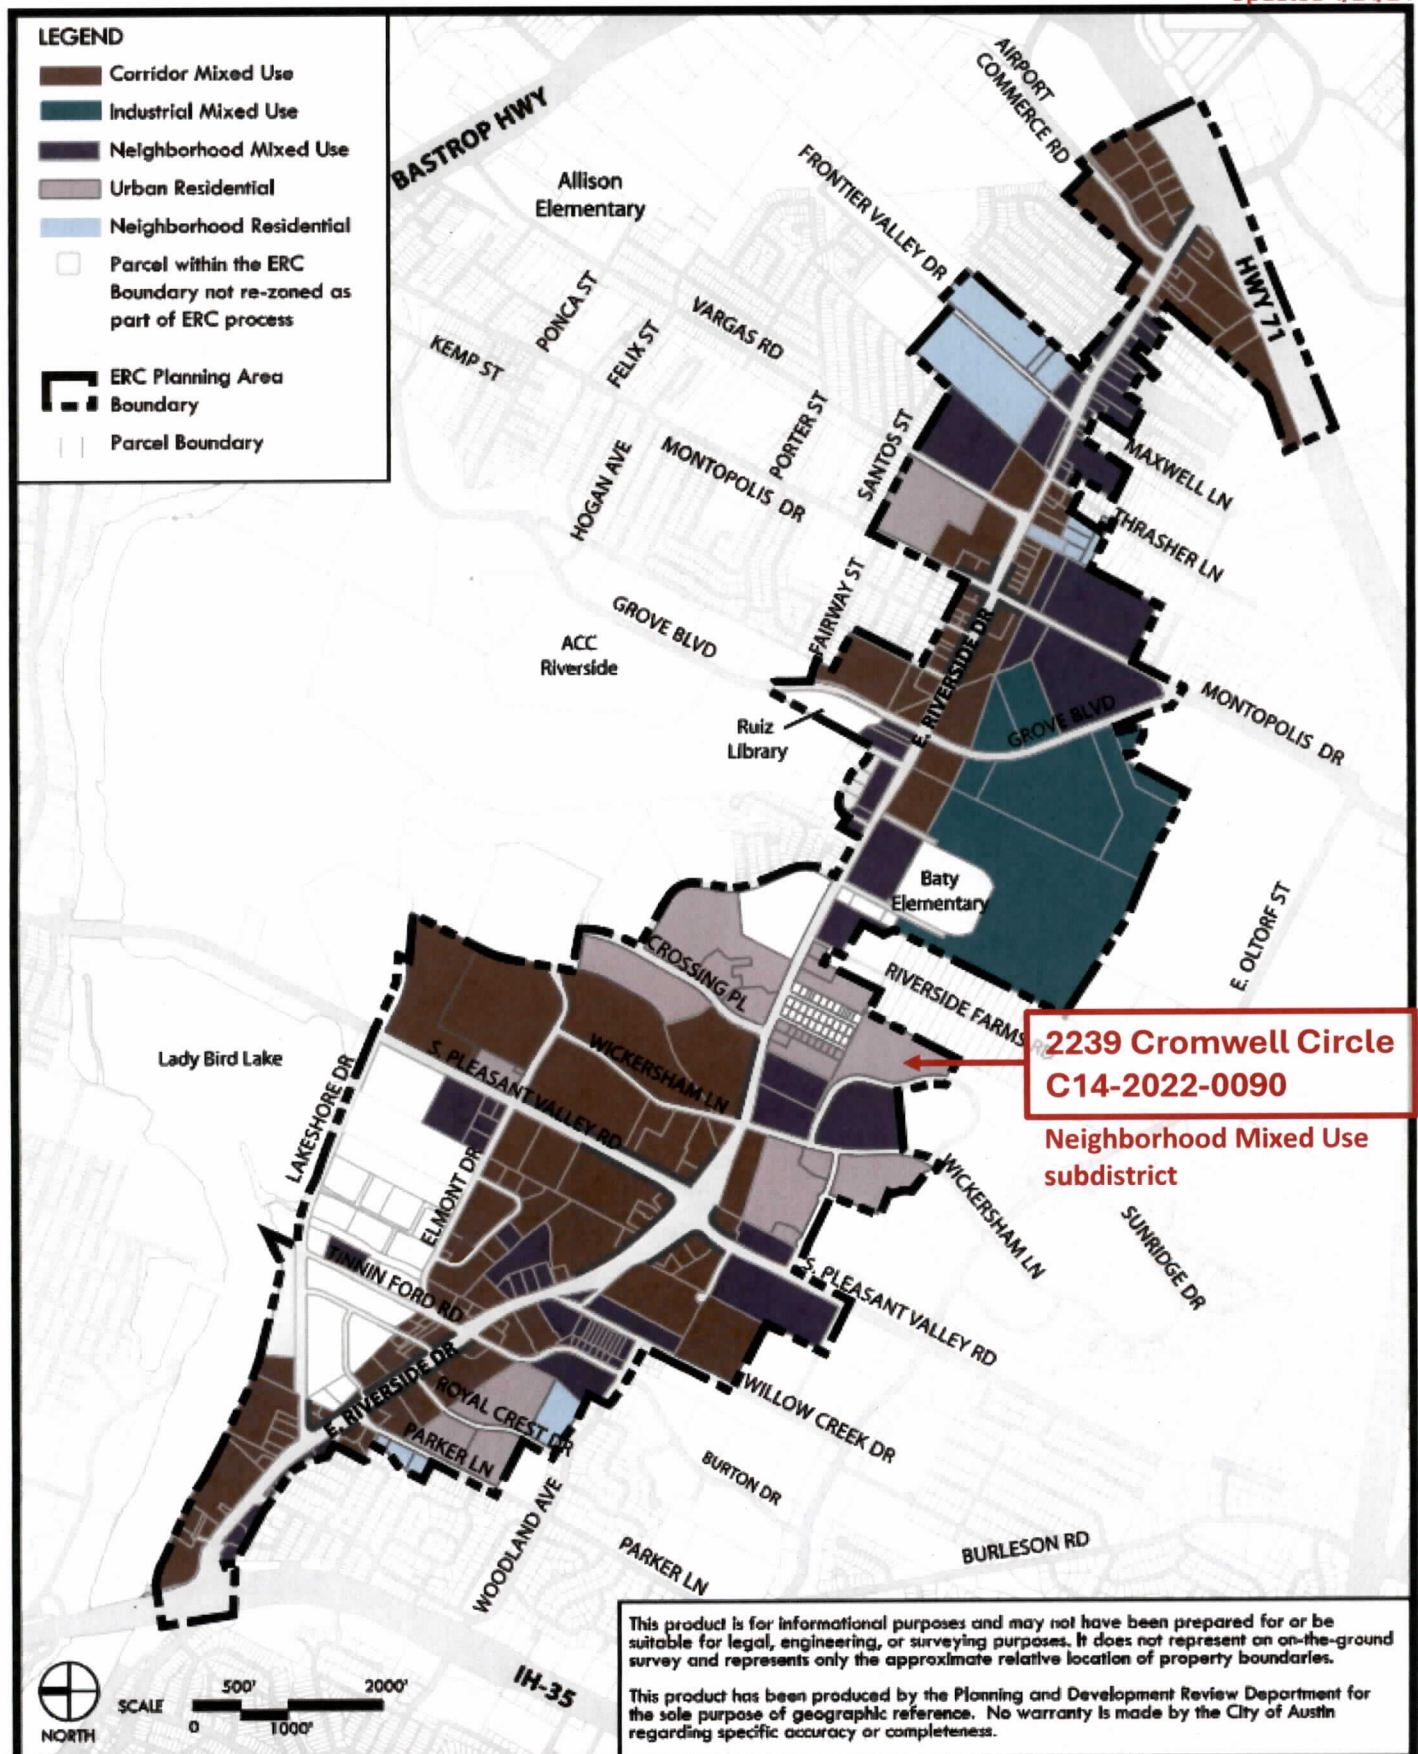 LEGEND
Corridor Mixed Use
Industrial Mixed Use
Neighborhood Mixed Use
Urban Residential
Neighborhood Residential
Parcel within the ERC
Boundary not re-zoned as
part of ERC process
ERC Planning Area
Boundary
Parcel Boundary
BASTROP HWY
AIRPORT
COMMERCE RD
Allison
Elementary
FRONTIER VALLEY DR
HWY 71
PONCA ST
VARGAS RD
FELIX ST
KEMP ST
PORTER ST
SANTOS ST
MAXWELL LN
HOGAN AVE
MONTOPOLIS DR
THRASHER LN
FAIRWAY ST
GROVE BLVD
ACC
Riverside
E. RIVERSIDE DR
Ruiz
Library
GROVE BLVD
MONTOPOLIS DR
Baty
Elementary
E. OLTORF ST
CROSSING PL
RIVERSIDE FARMS RD
2239 Cromwell Circle
C14-2022-0090
Neighborhood Mixed Use
subdistrict
Lady Bird Lake
LAKESHORE DR
S. PLEASANT VALLEY RD
WICKERSHAM LN
ELMONT DR
WICKERSHAM LN
SUNRIDGE DR
TINNIN FORD RD
S. PLEASANT VALLEY RD
E. RIVERSIDE DR
ROYAL CREST DR
PARKER LN
WILLOW CREEK DR
BURTON DR
WOODLAND AVE
PARKER LN
BURLESON RD
IH-35
NORTH
SCALE
500'
2000'
0
1000'
This product is for informational purposes and may not have been prepared for or be
suitable for legal, engineering, or surveying purposes. It does not represent an on-the-ground
survey and represents only the approximate relative location of property boundaries.
This product has been produced by the Planning and Development Review Department for
the sole purpose of geographic reference. No warranty is made by the City of Austin
regarding specific accuracy or completeness.